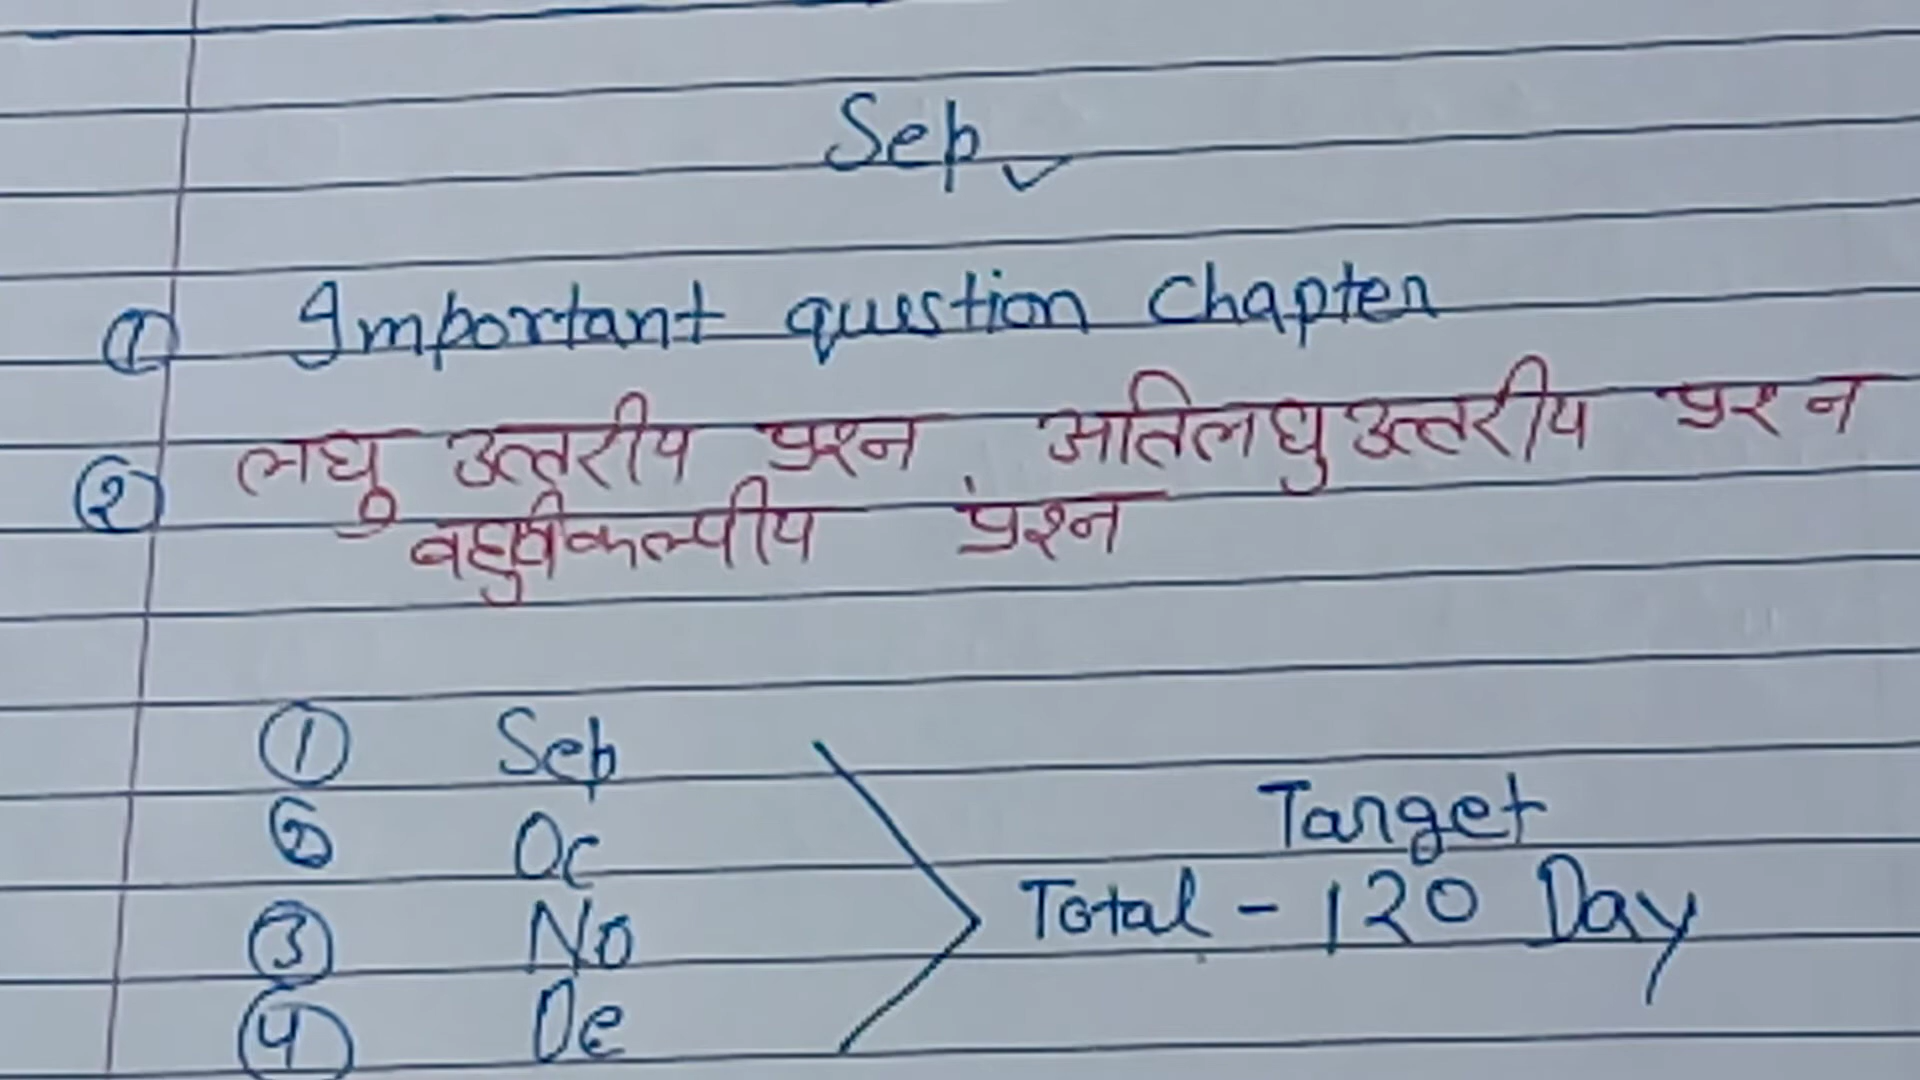 Sep
① Important question chapter
② लघु उत्तरीय प्रश्न अतिलघु उत्तरीय प्रश्न
बहुविकल्पीय प्रश्न
① Sep
② Oc
③ No
④ De
Target
Total - 120 Day